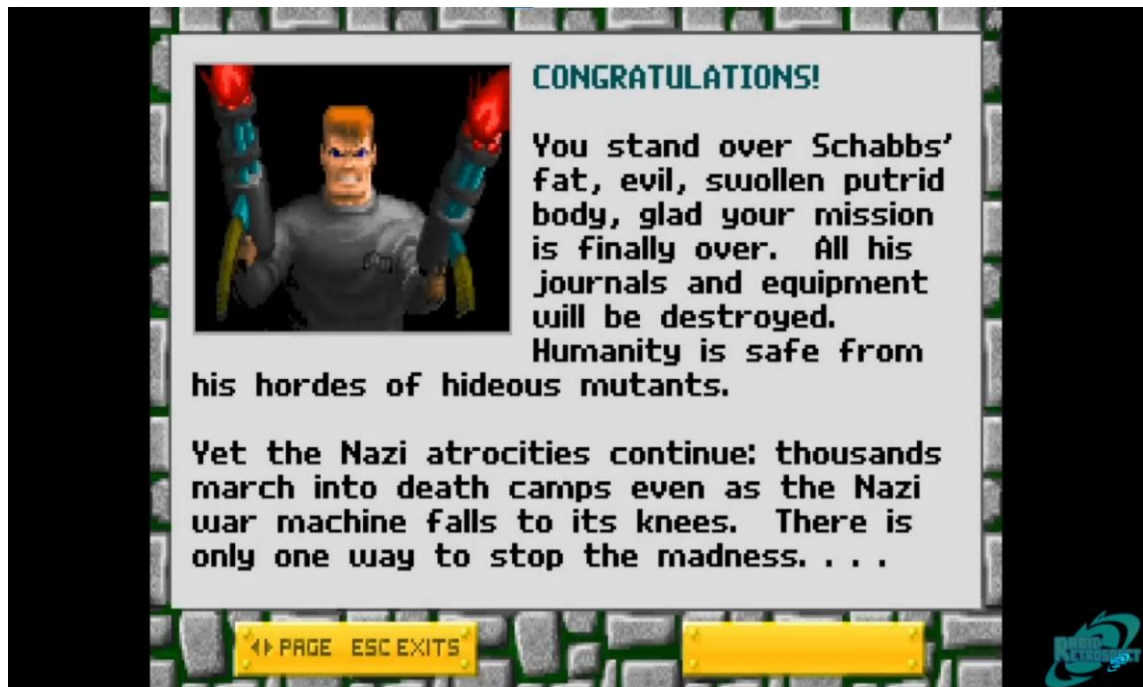 CONGRATULATIONS!
You stand over Schabbs'
fat, evil, swollen putrid
body, glad your mission
is finally over. All his
journals and equipment
will be destroyed.
Humanity is safe from
his hordes of hideous mutants.
Yet the Nazi atrocities continue: thousands
march into death camps even as the Nazi
war machine falls to its knees. There is
only one way to stop the madness. . . .
PAGE ESC EXITS
RABID
RETROSPECT